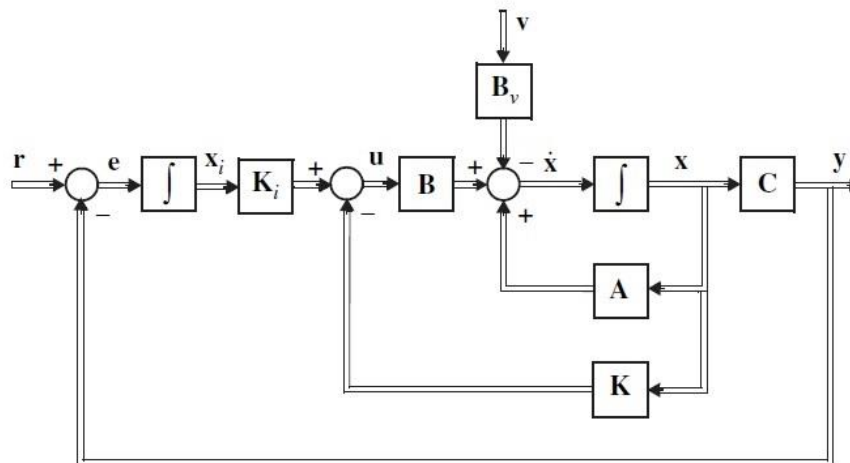 v
B_v
r + e ∫ x_i K_i + u B + − ẋ ∫ x C y
− − +
A
K